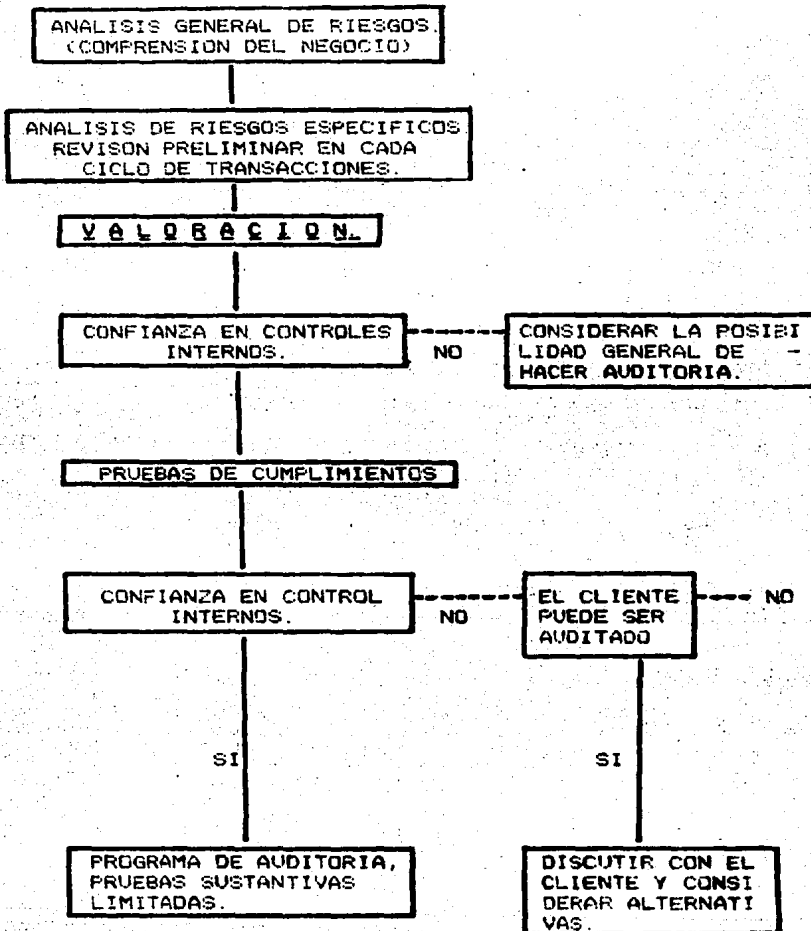 ANALISIS GENERAL DE RIESGOS.
(COMPRENSION DEL NEGOCIO)
ANALISIS DE RIESGOS ESPECIFICOS
REVISON PRELIMINAR EN CADA
CICLO DE TRANSACCIONES.
VALORACION.
CONFIANZA EN CONTROLES
INTERNOS.
NO
CONSIDERAR LA POSIBI
LIDAD GENERAL DE -
HACER AUDITORIA.
PRUEBAS DE CUMPLIMIENTOS
CONFIANZA EN CONTROL
INTERNOS.
NO
EL CLIENTE
PUEDE SER
AUDITADO
NO
SI
SI
PROGRAMA DE AUDITORIA,
PRUEBAS SUSTANTIVAS
LIMITADAS.
DISCUTIR CON EL
CLIENTE Y CONSI
DERAR ALTERNATI
VAS.